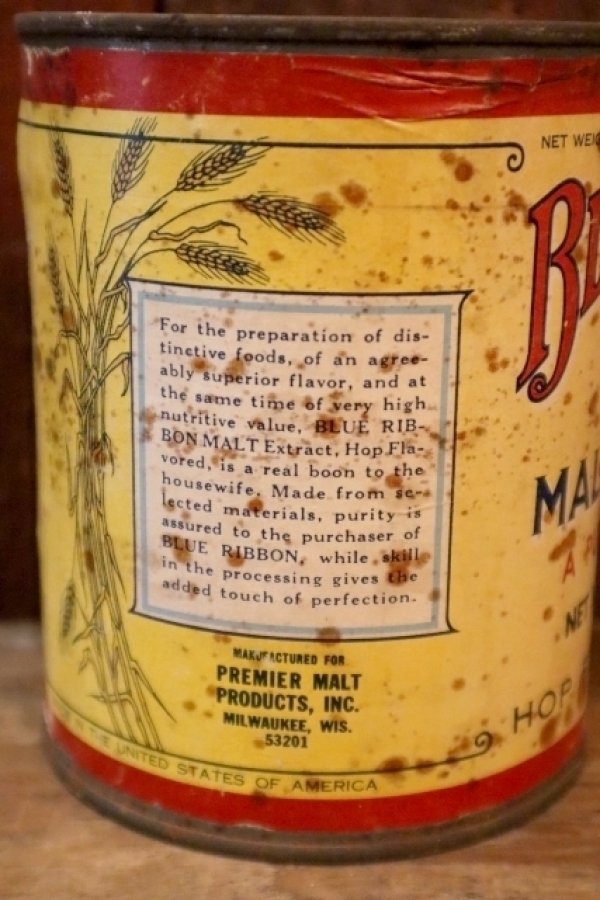 NET
For the preparation of dis-
tinctive foods, of an agree-
ably superior flavor, and at
the same time of very high
nutritive value, BLUE RIB-
BON MALT Extract, Hop Fla-
vored, is a real boon to the
housewife. Made from se-
lected materials, purity is
assured to the purchaser of
BLUE RIBBON, while skill
in the processing gives the
added touch of perfection.
MANUFACTURED FOR
PREMIER MALT
PRODUCTS, INC.
MILWAUKEE, WIS.
53201
IN THE UNITED STATES OF AMERICA
A
NET
HOP